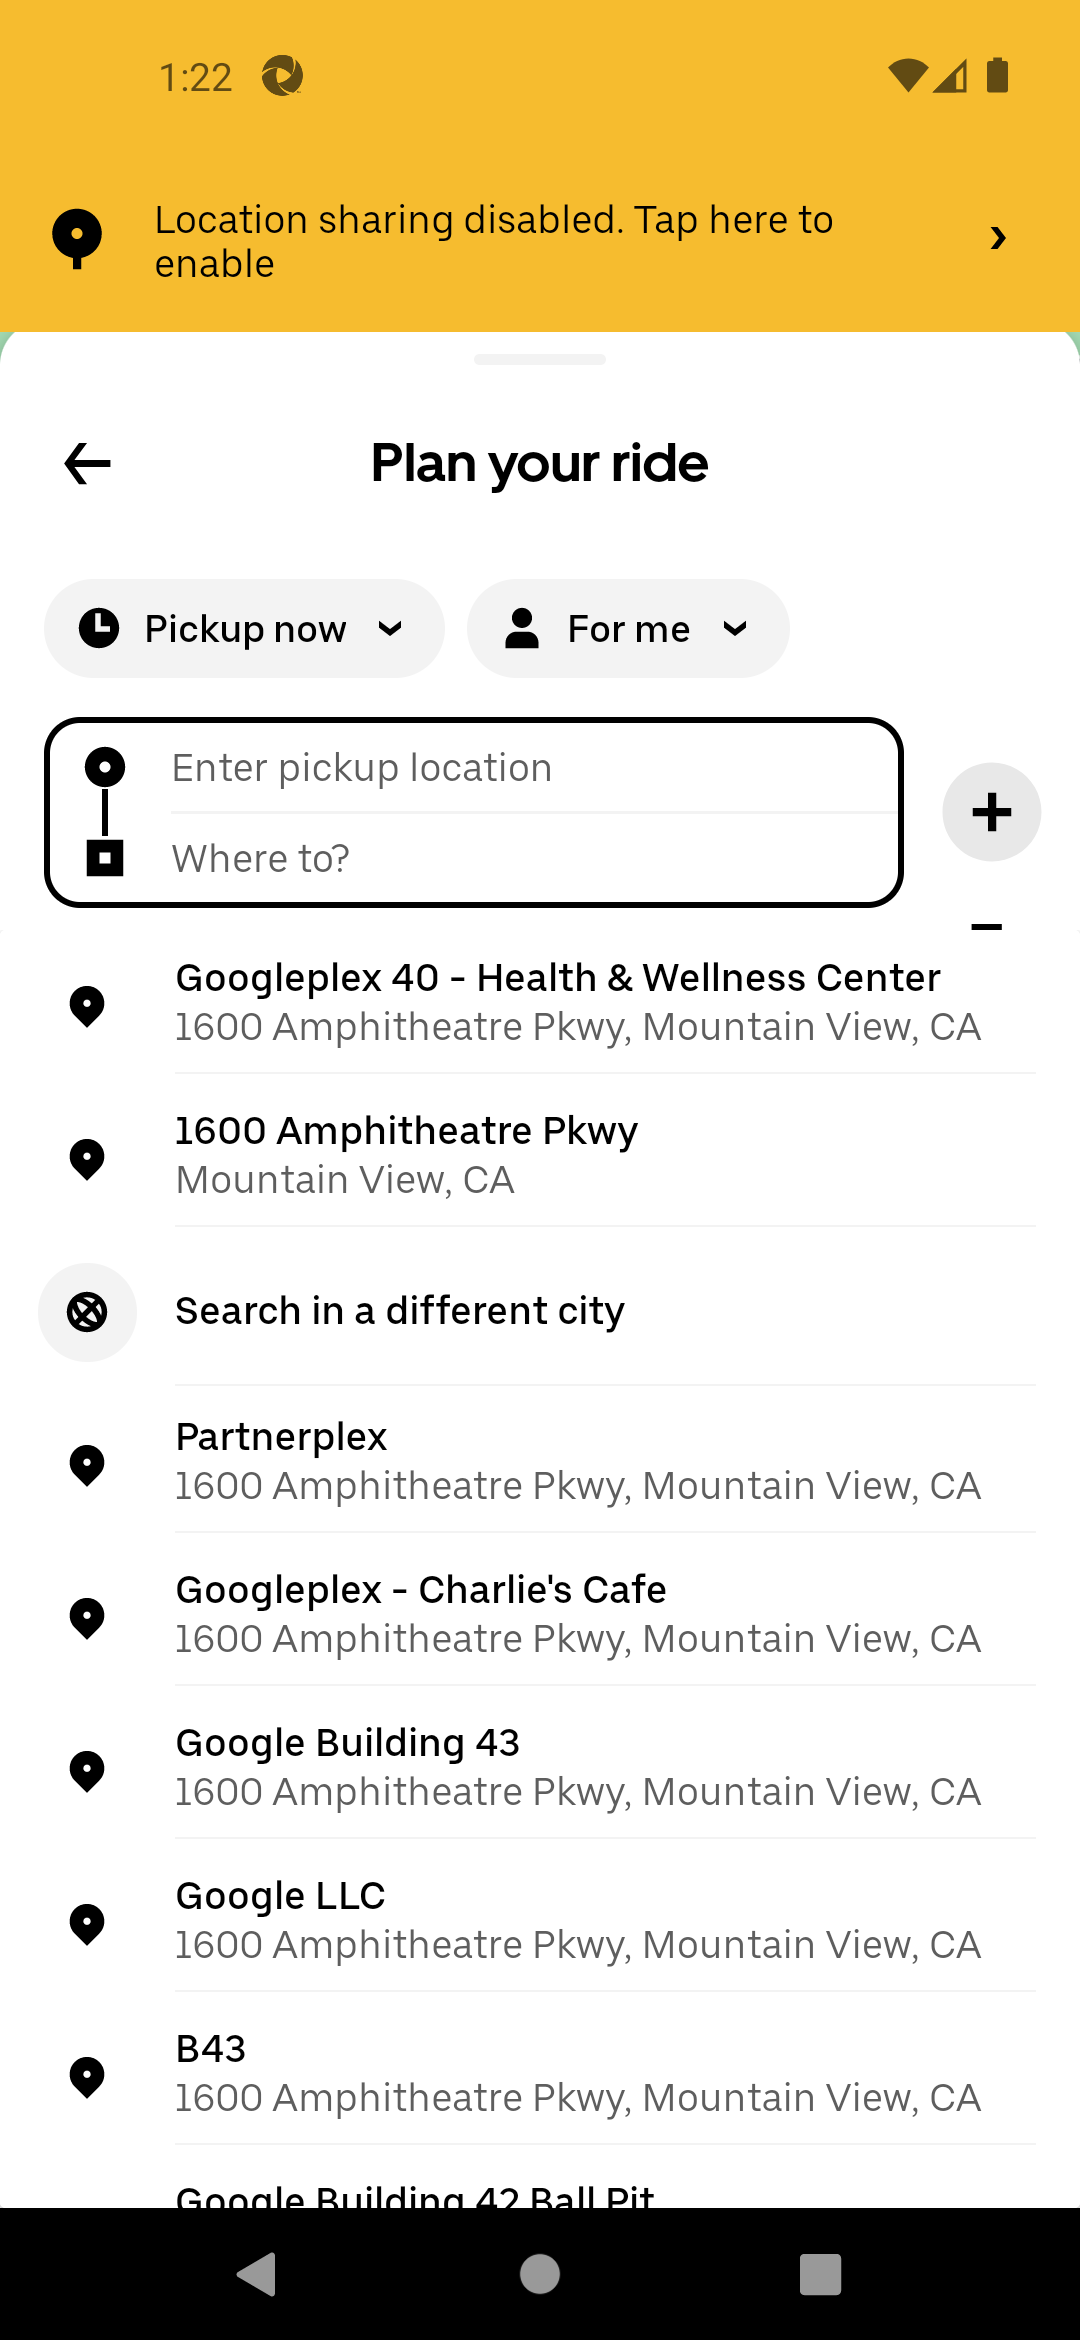 1:22
Location sharing disabled. Tap here to
enable
Plan your ride
Pickup now
For me
Enter pickup location
Where to?
Googleplex 40 - Health & Wellness Center
1600 Amphitheatre Pkwy, Mountain View, CA
1600 Amphitheatre Pkwy
Mountain View, CA
Search in a different city
Partnerplex
1600 Amphitheatre Pkwy, Mountain View, CA
Googleplex - Charlie's Cafe
1600 Amphitheatre Pkwy, Mountain View, CA
Google Building 43
1600 Amphitheatre Pkwy, Mountain View, CA
Google LLC
1600 Amphitheatre Pkwy, Mountain View, CA
B43
1600 Amphitheatre Pkwy, Mountain View, CA
Google Building 42 Ball Pit